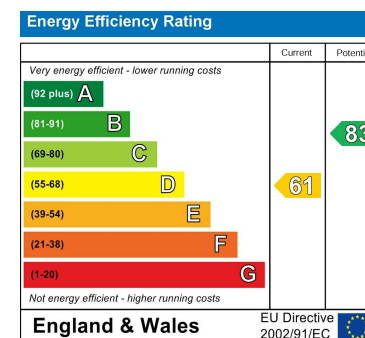 Energy Efficiency Rating
Current
Very energy efficient - lower running costs
(92 plus) A
(81-91) B
(69-80) C
(55-68) D
(39-54) E
(21-38) F
(1-20) G
61
83
Not energy efficient - higher running costs
England & Wales
EU Directive
2002/91/EC